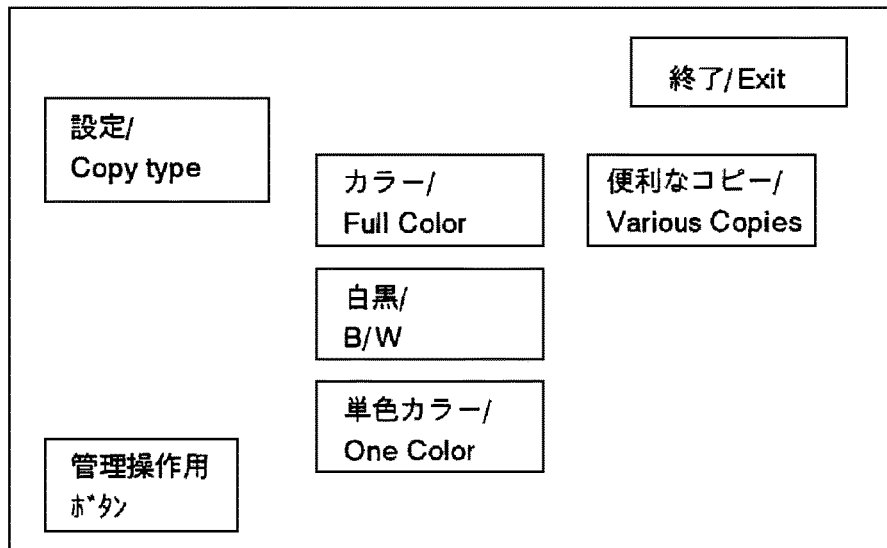 終了/Exit
設定/
Copy type
カラー/
Full Color
便利なコピー/
Various Copies
白黒/
B/W
単色カラー/
One Color
管理操作用
ﾎﾞﾀﾝ